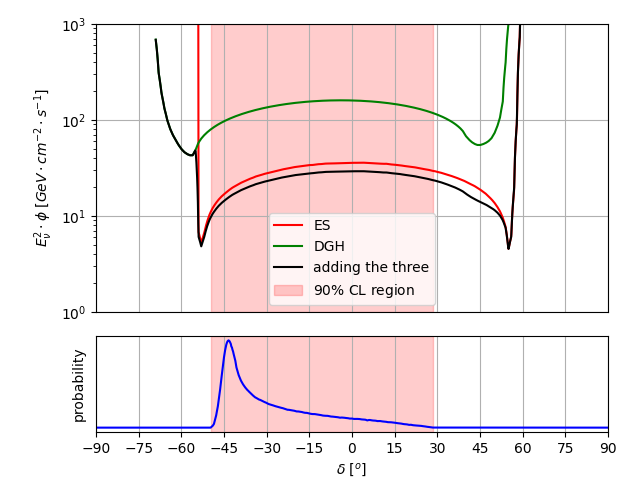 10³
10²
10¹
10⁰
E²_ν · ϕ [GeV · cm⁻² · s⁻¹]
ES
DGH
adding the three
90% CL region
probability
−90 −75 −60 −45 −30 −15 0 15 30 45 60 75 90
δ [°]